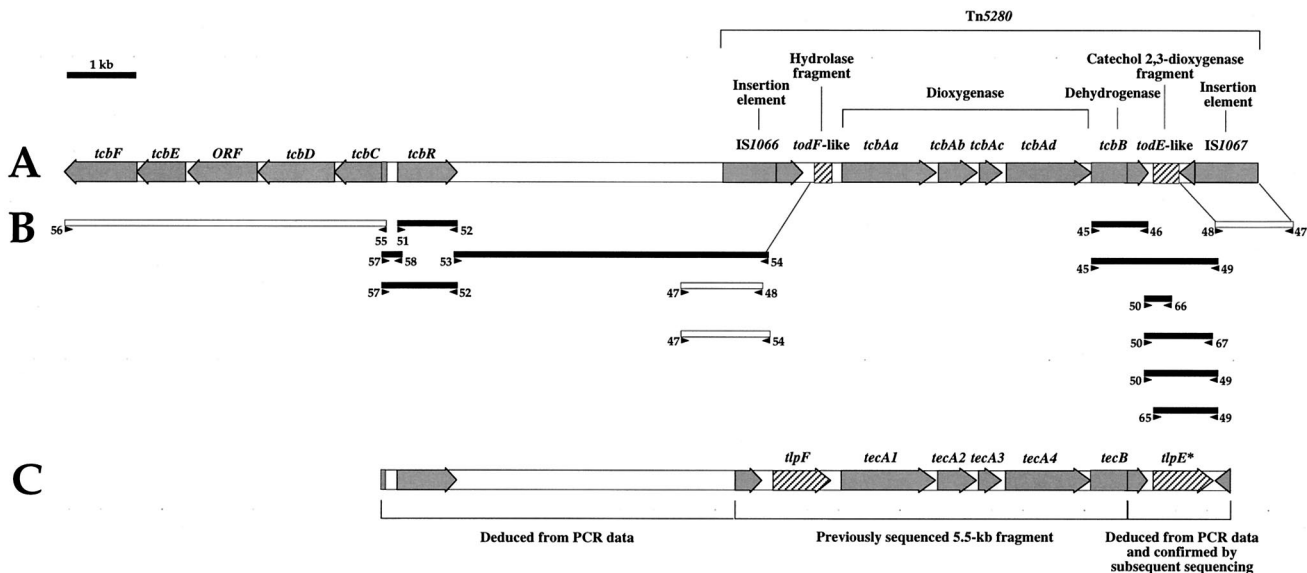 Tn5280
1 kb
Hydrolase
fragment
Catechol 2,3-dioxygenase
fragment
Insertion
element
Dioxygenase
Dehydrogenase
Insertion
element
IS1066
todF-like
tcbAa
tcbAb
tcbAc
tcbAd
tcbB
todE-like
IS1067
A
tcbF
tcbE
ORF
tcbD
tcbC
tcbR
B
56
55
51
52
45
46
48
47
57
58
53
54
45
49
57
52
47
48
50
66
47
54
50
67
50
49
65
49
C
tlpF
tecA1
tecA2
tecA3
tecA4
tecB
tlpE*
Deduced from PCR data
Previously sequenced 5.5-kb fragment
Deduced from PCR data
and confirmed by
subsequent sequencing